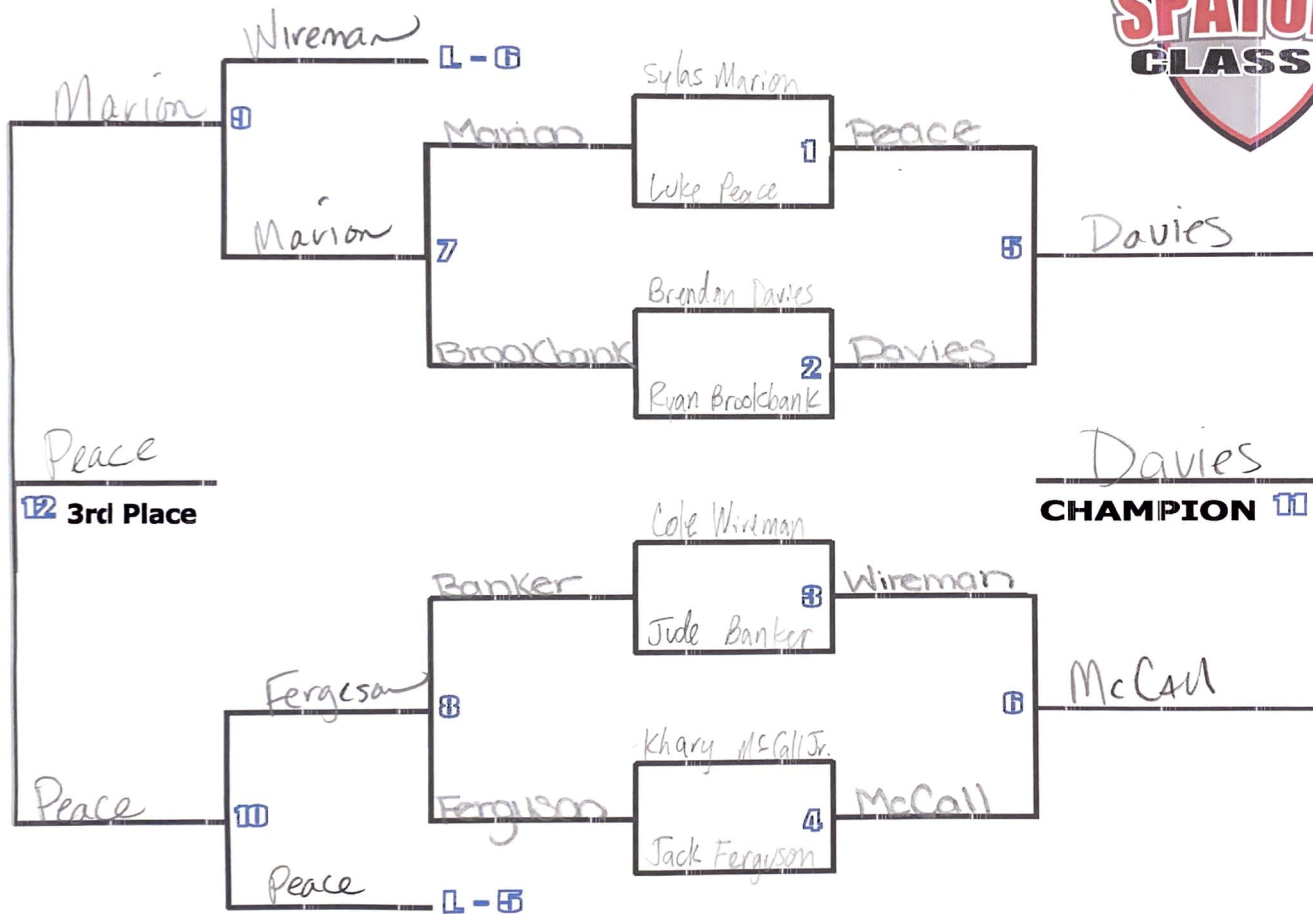 SPATOL
CLASS
Wireman
L - 6
Marion
9
Marion
7
Marion
Brookbank
Sylas Marion
1
Luke Peace
Peace
Brendan Davies
2
Ryan Brookbank
Davies
5
Davies
Peace
12 3rd Place
Davies
CHAMPION 11
Cole Wireman
3
Jude Banker
Wireman
Banker
8
Ferguson
Fergeson
Khary McCall Jr.
4
Jack Ferguson
McCall
6
McCall
Peace
10
Peace
L - 5